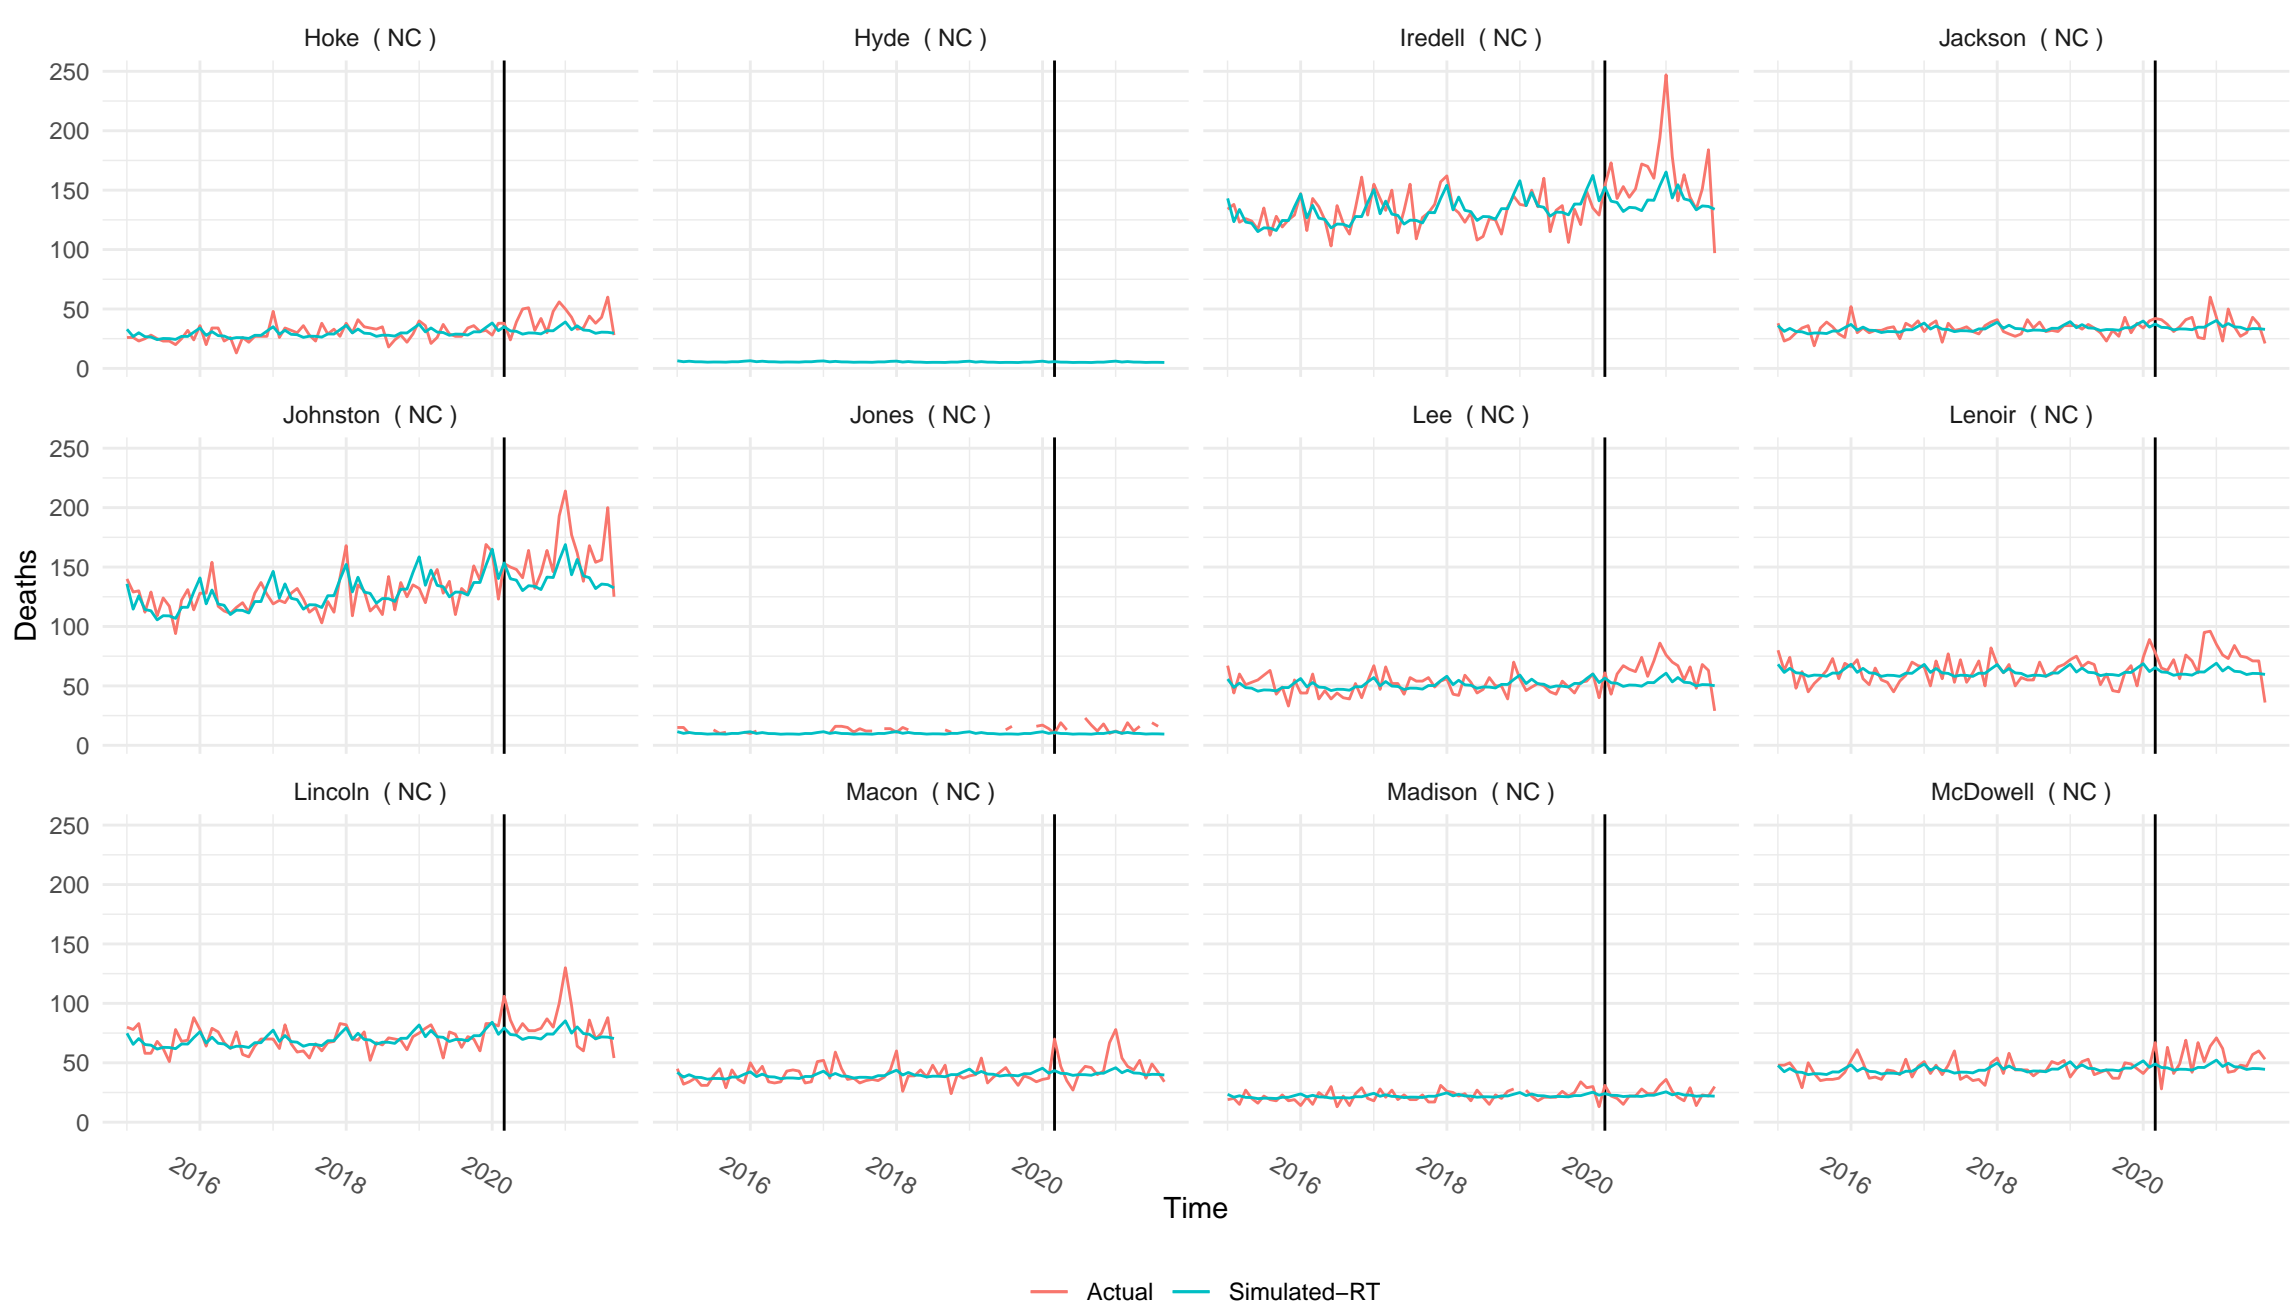 Hoke ( NC )
Hyde ( NC )
Iredell ( NC )
Jackson ( NC )
250
200
150
100
50
0
Johnston ( NC )
Jones ( NC )
Lee ( NC )
Lenoir ( NC )
250
200
150
100
50
0
Deaths
Lincoln ( NC )
Macon ( NC )
Madison ( NC )
McDowell ( NC )
250
200
150
100
50
0
2016 2018 2020
2016 2018 2020
2016 2018 2020
2016 2018 2020
Time
Actual Simulated−RT